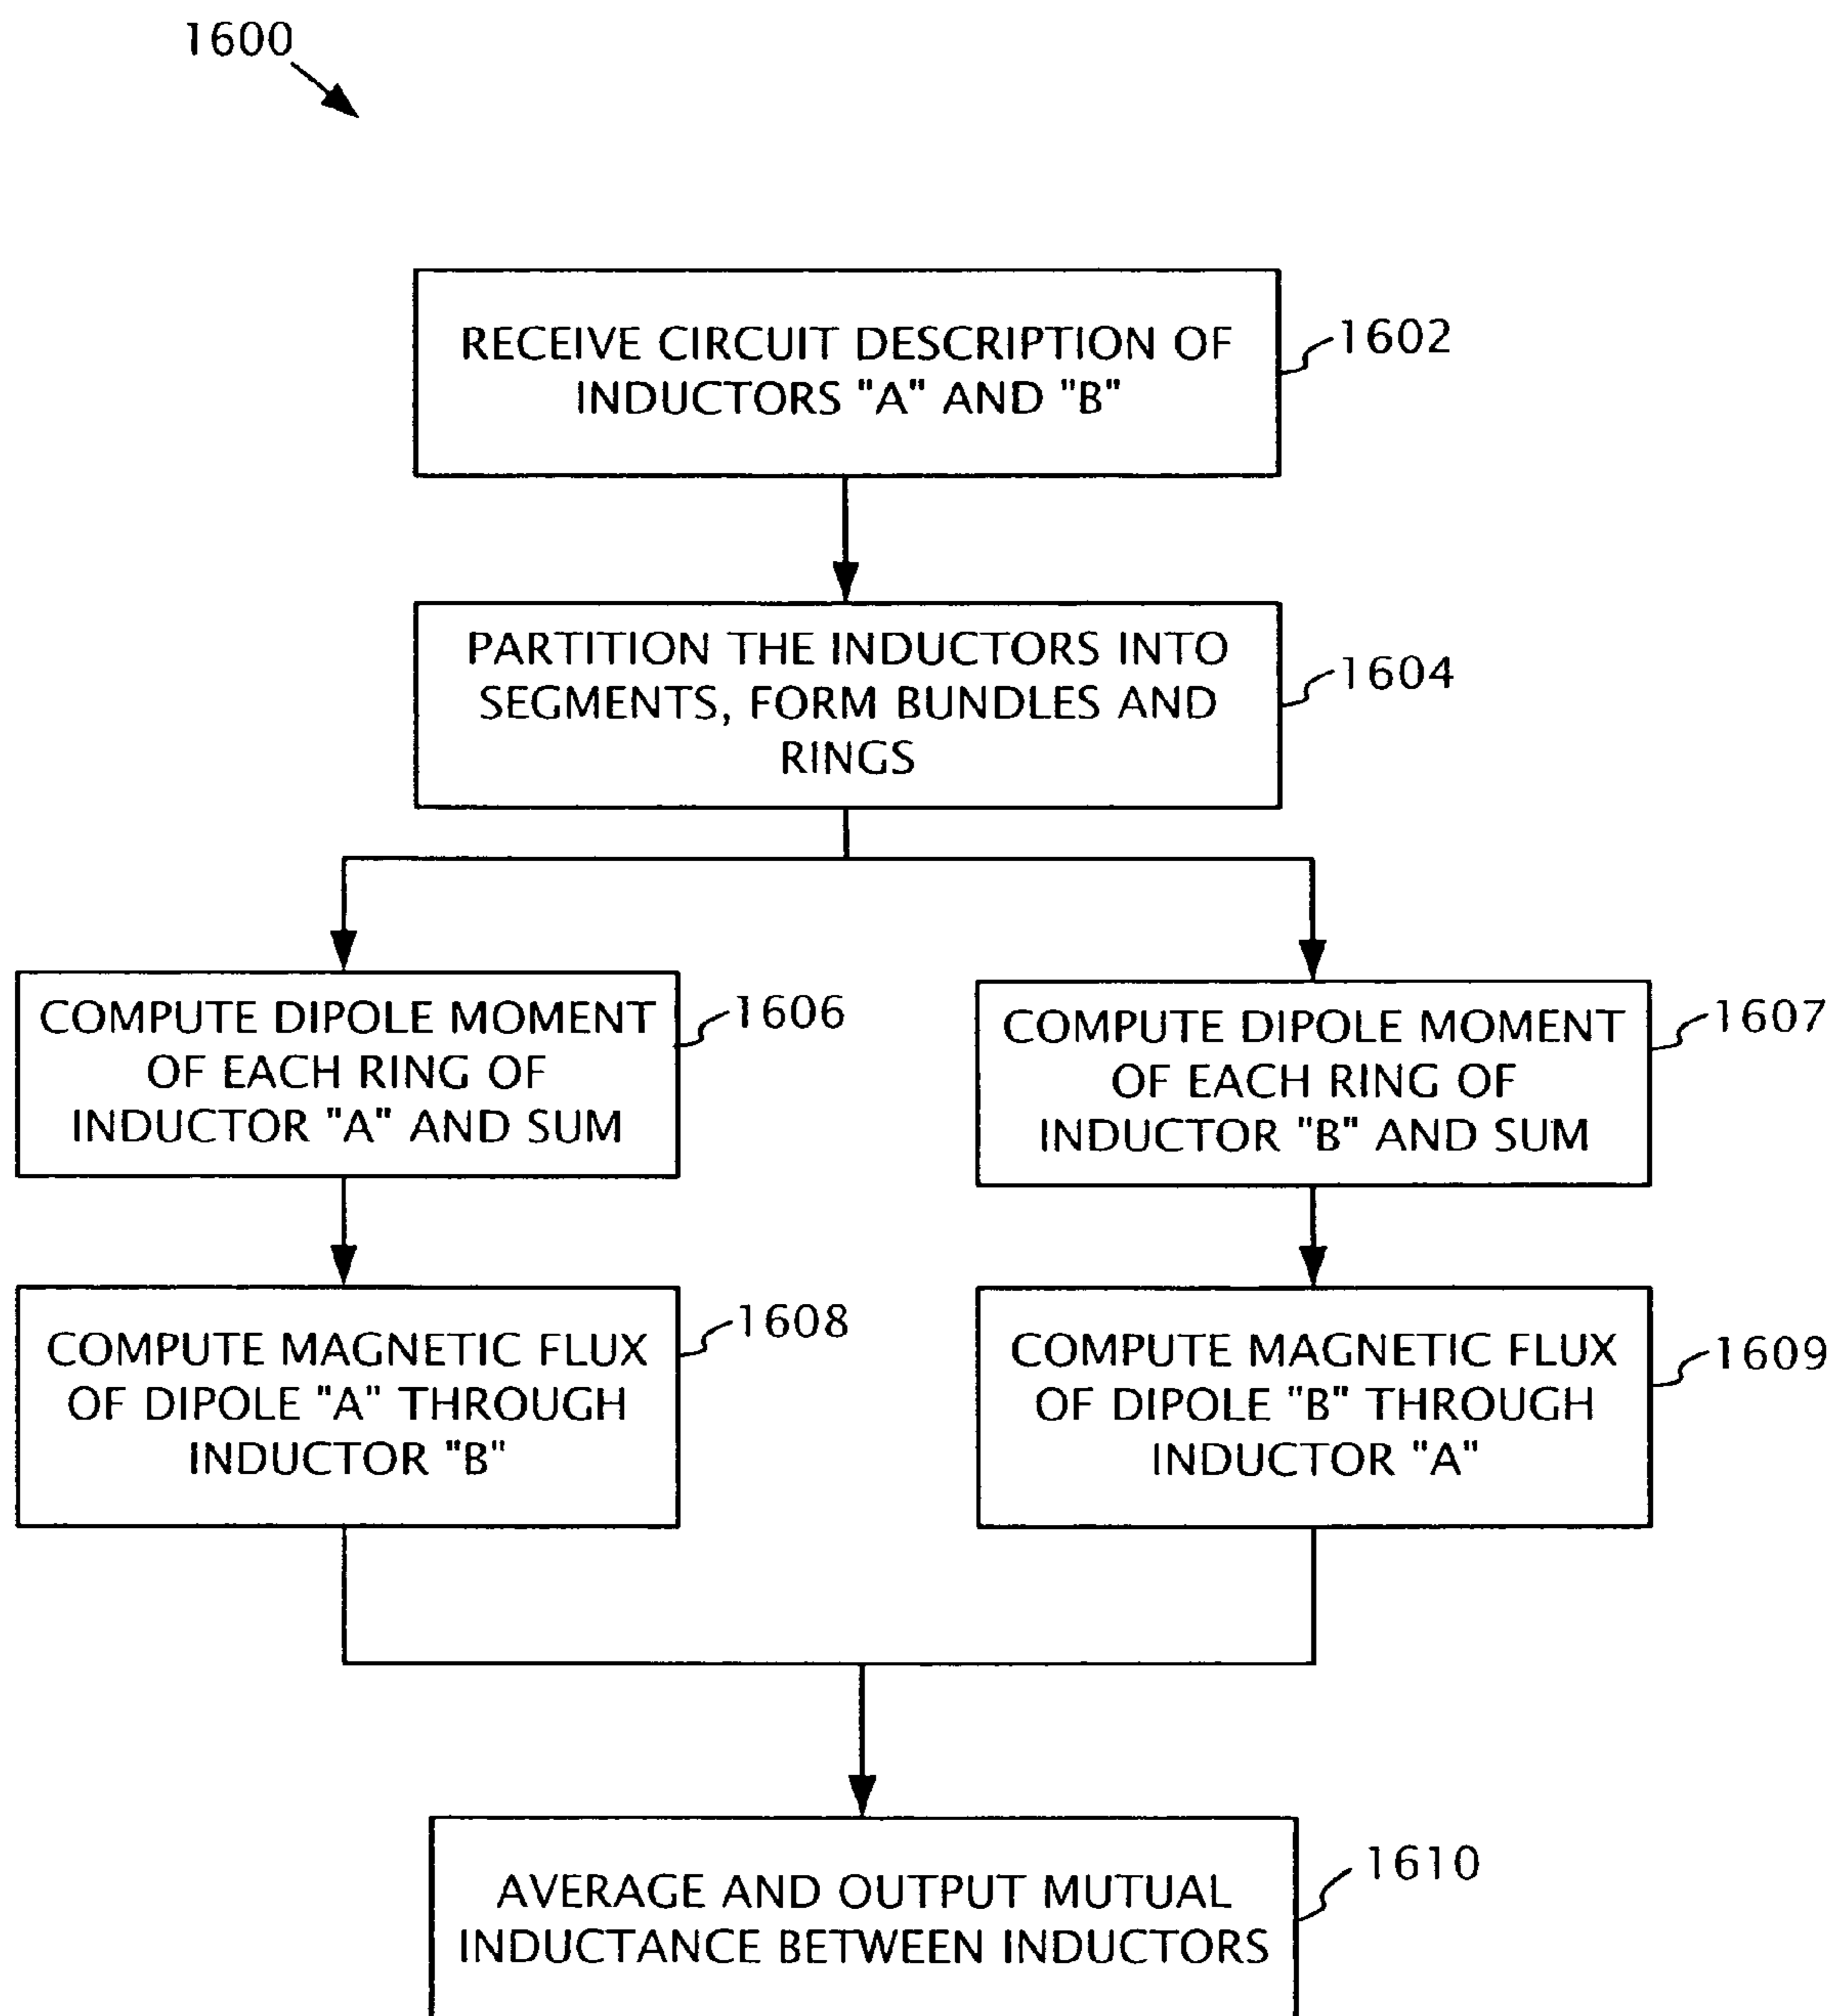 1600
RECEIVE CIRCUIT DESCRIPTION OF
INDUCTORS "A" AND "B"
1602
PARTITION THE INDUCTORS INTO
SEGMENTS, FORM BUNDLES AND
RINGS
1604
COMPUTE DIPOLE MOMENT
OF EACH RING OF
INDUCTOR "A" AND SUM
1606
COMPUTE DIPOLE MOMENT
OF EACH RING OF
INDUCTOR "B" AND SUM
1607
COMPUTE MAGNETIC FLUX
OF DIPOLE "A" THROUGH
INDUCTOR "B"
1608
COMPUTE MAGNETIC FLUX
OF DIPOLE "B" THROUGH
INDUCTOR "A"
1609
AVERAGE AND OUTPUT MUTUAL
INDUCTANCE BETWEEN INDUCTORS
1610